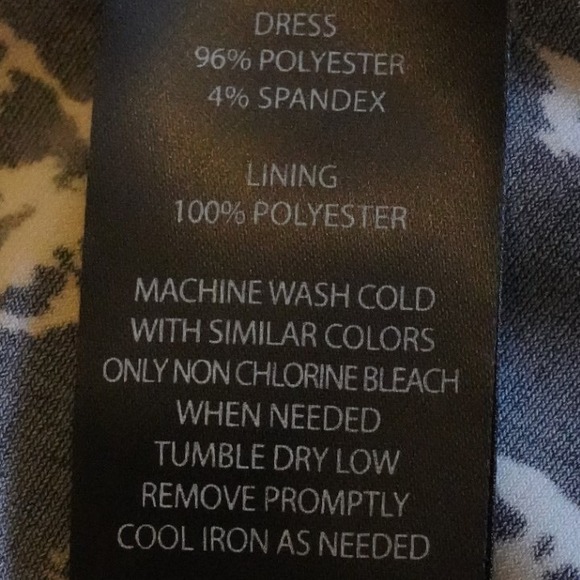 DRESS
96% POLYESTER
4% SPANDEX
LINING
100% POLYESTER
MACHINE WASH COLD
WITH SIMILAR COLORS
ONLY NON CHLORINE BLEACH
WHEN NEEDED
TUMBLE DRY LOW
REMOVE PROMPTLY
COOL IRON AS NEEDED